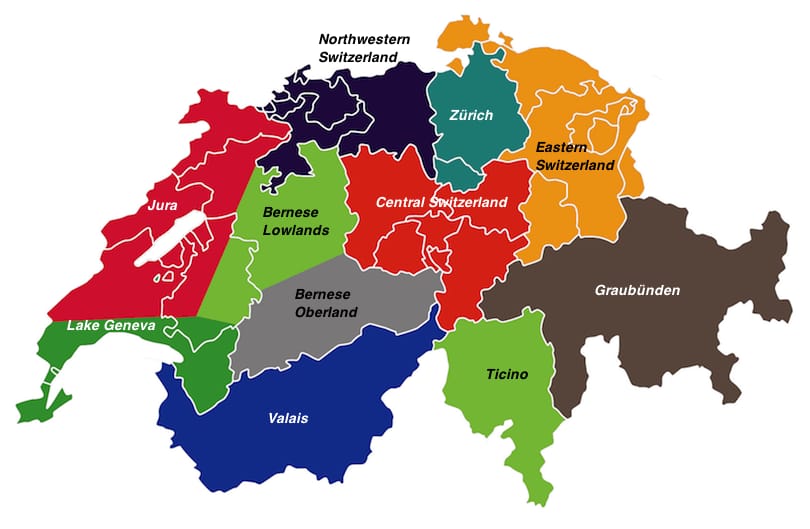 Northwestern
Switzerland
Zürich
Eastern
Switzerland
Jura
Central Switzerland
Bernese
Lowlands
Graubünden
Bernese
Oberland
Lake Geneva
Ticino
Valais